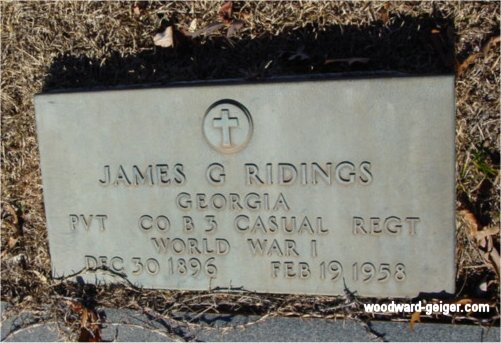 JAMES G RIDINGS
GEORGIA
PVT CO B 3 CASUAL REGT
WORLD WAR I
DEC 30 1896 FEB 19 1958
woodward-geiger.com